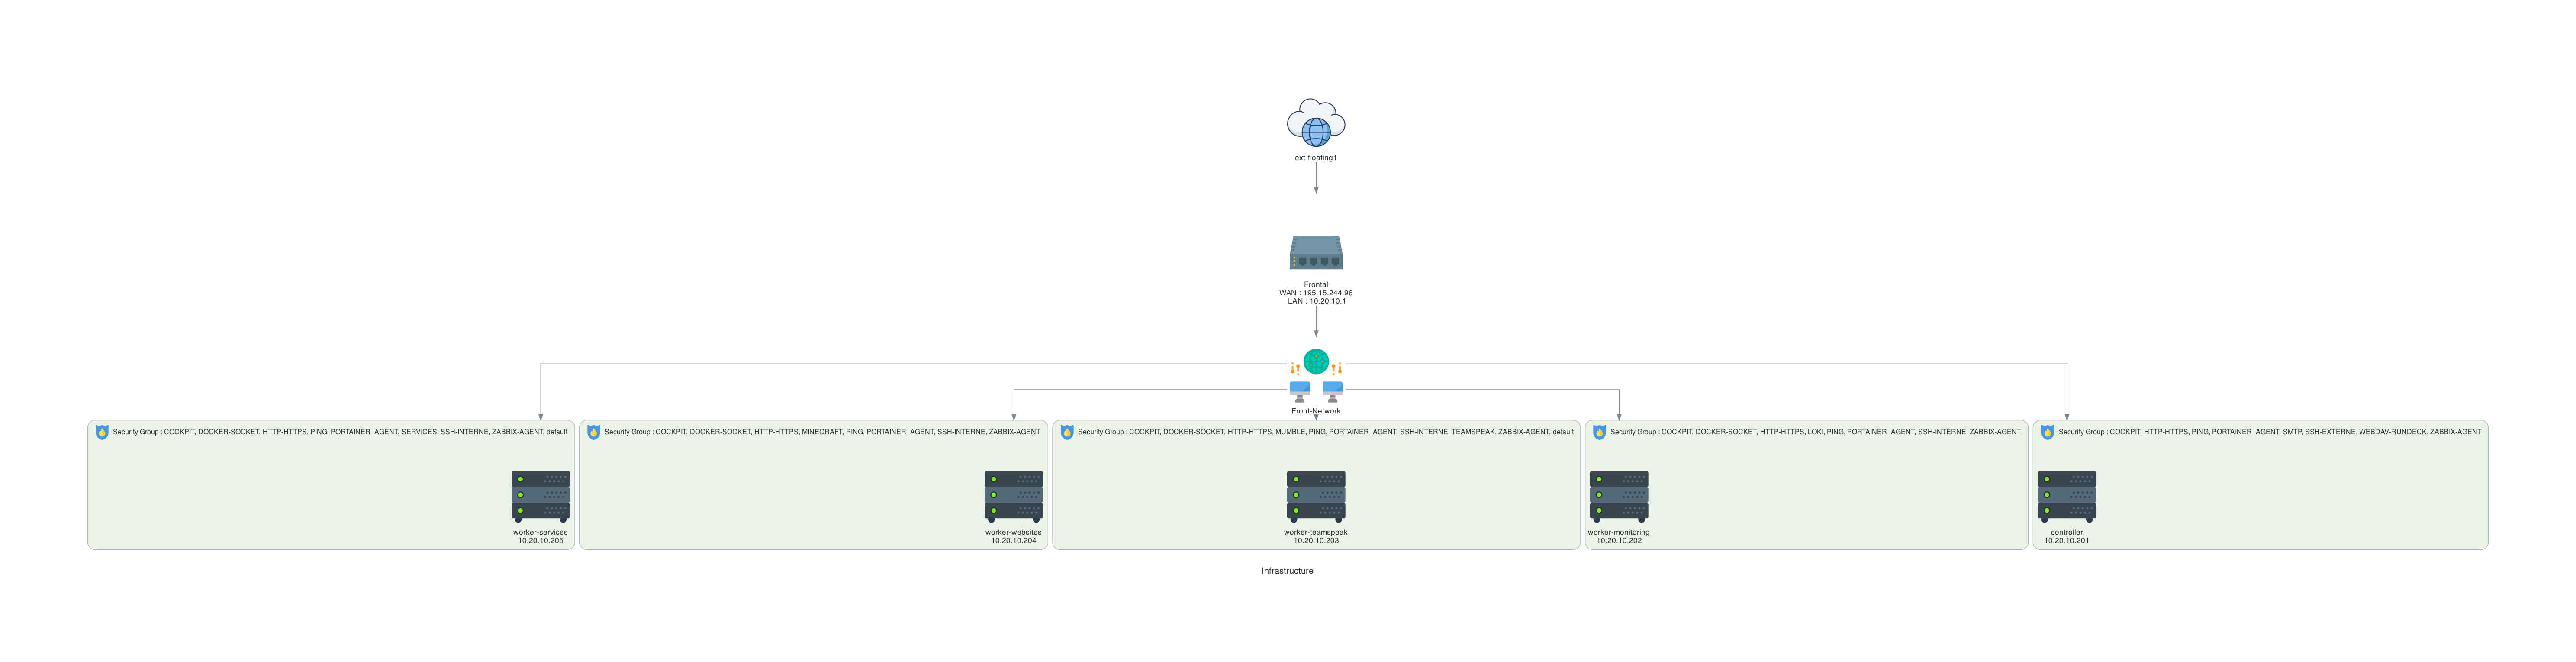 ext-floating1
Frontal
WAN : 195.15.244.96
LAN : 10.20.10.1
Front-Network
Security Group : COCKPIT, DOCKER-SOCKET, HTTP-HTTPS, PING, PORTAINER_AGENT, SERVICES, SSH-INTERNE, ZABBIX-AGENT, default
worker-services
10.20.10.205
Security Group : COCKPIT, DOCKER-SOCKET, HTTP-HTTPS, MINECRAFT, PING, PORTAINER_AGENT, SSH-INTERNE, ZABBIX-AGENT
worker-websites
10.20.10.204
Security Group : COCKPIT, DOCKER-SOCKET, HTTP-HTTPS, MUMBLE, PING, PORTAINER_AGENT, SSH-INTERNE, TEAMSPEAK, ZABBIX-AGENT, default
worker-teamspeak
10.20.10.203
Security Group : COCKPIT, DOCKER-SOCKET, HTTP-HTTPS, LOKI, PING, PORTAINER_AGENT, SSH-INTERNE, ZABBIX-AGENT
worker-monitoring
10.20.10.202
Security Group : COCKPIT, HTTP-HTTPS, PING, PORTAINER_AGENT, SMTP, SSH-EXTERNE, WEBDAV-RUNDECK, ZABBIX-AGENT
controller
10.20.10.201
Infrastructure